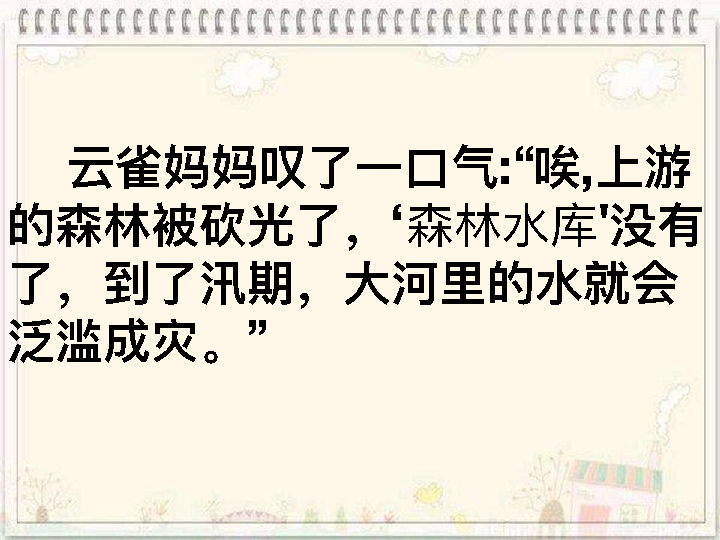 云雀妈妈叹了一口气:“唉,上游
的森林被砍光了，‘森林水库'没有
了，到了汛期，大河里的水就会
泛滥成灾。”